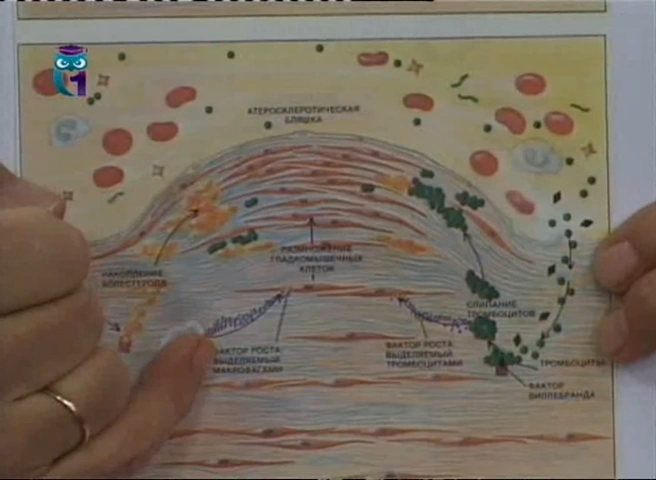 1
АТЕРОСКЛЕРОТИЧЕСКАЯ
БЛЯШКА
РАЗМНОЖЕНИЕ
ГЛАДКОМЫШЕЧНЫХ
КЛЕТОК
НАКОПЛЕНИЕ
ХОЛЕСТЕРОЛА
СЛИПАНИЕ
ТРОМБОЦИТОВ
ФАКТОР РОСТА
ВЫДЕЛЯЕМЫЙ
МАКРОФАГАМИ
ФАКТОР РОСТА
ВЫДЕЛЯЕМЫЙ
ТРОМБОЦИТАМИ
ТРОМБОЦИТЫ
ФАКТОР
ВИЛЛЕБРАНДА